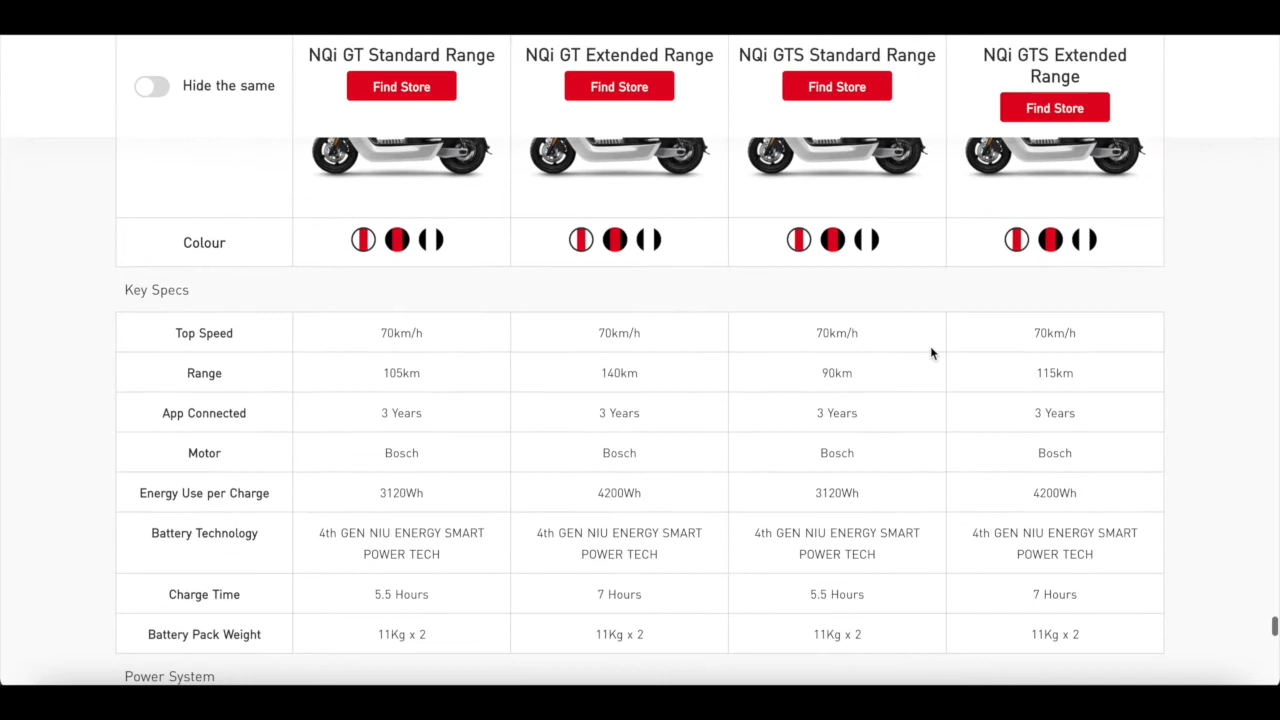 NQi GT Standard Range
NQi GT Extended Range
NQi GTS Standard Range
NQi GTS Extended
Range
Hide the same
Find Store
Find Store
Find Store
Find Store
Colour
Key Specs
Top Speed 70km/h 70km/h 70km/h 70km/h
Range 105km 140km 90km 115km
App Connected 3 Years 3 Years 3 Years 3 Years
Motor Bosch Bosch Bosch Bosch
Energy Use per Charge 3120Wh 4200Wh 3120Wh 4200Wh
Battery Technology 4th GEN NIU ENERGY SMART 4th GEN NIU ENERGY SMART 4th GEN NIU ENERGY SMART 4th GEN NIU ENERGY SMART
POWER TECH POWER TECH POWER TECH POWER TECH
Charge Time 5.5 Hours 7 Hours 5.5 Hours 7 Hours
Battery Pack Weight 11Kg x 2 11Kg x 2 11Kg x 2 11Kg x 2
Power System